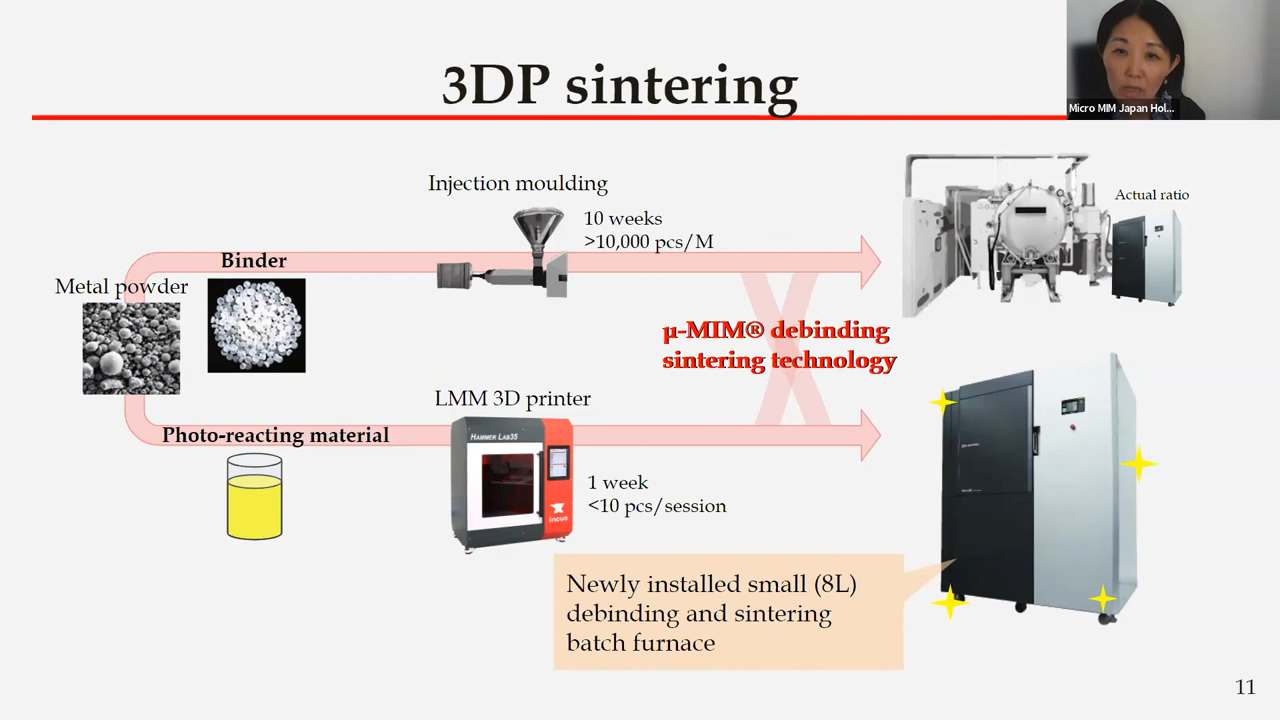 3DP sintering
Micro MIM Japan Hol...
Injection moulding
10 weeks
>10,000 pcs/M
Actual ratio
Binder
Metal powder
µ-MIM® debinding
sintering technology
LMM 3D printer
Photo-reacting material
HAMMER LAB35
incus
1 week
<10 pcs/session
Newly installed small (8L)
debinding and sintering
batch furnace
11